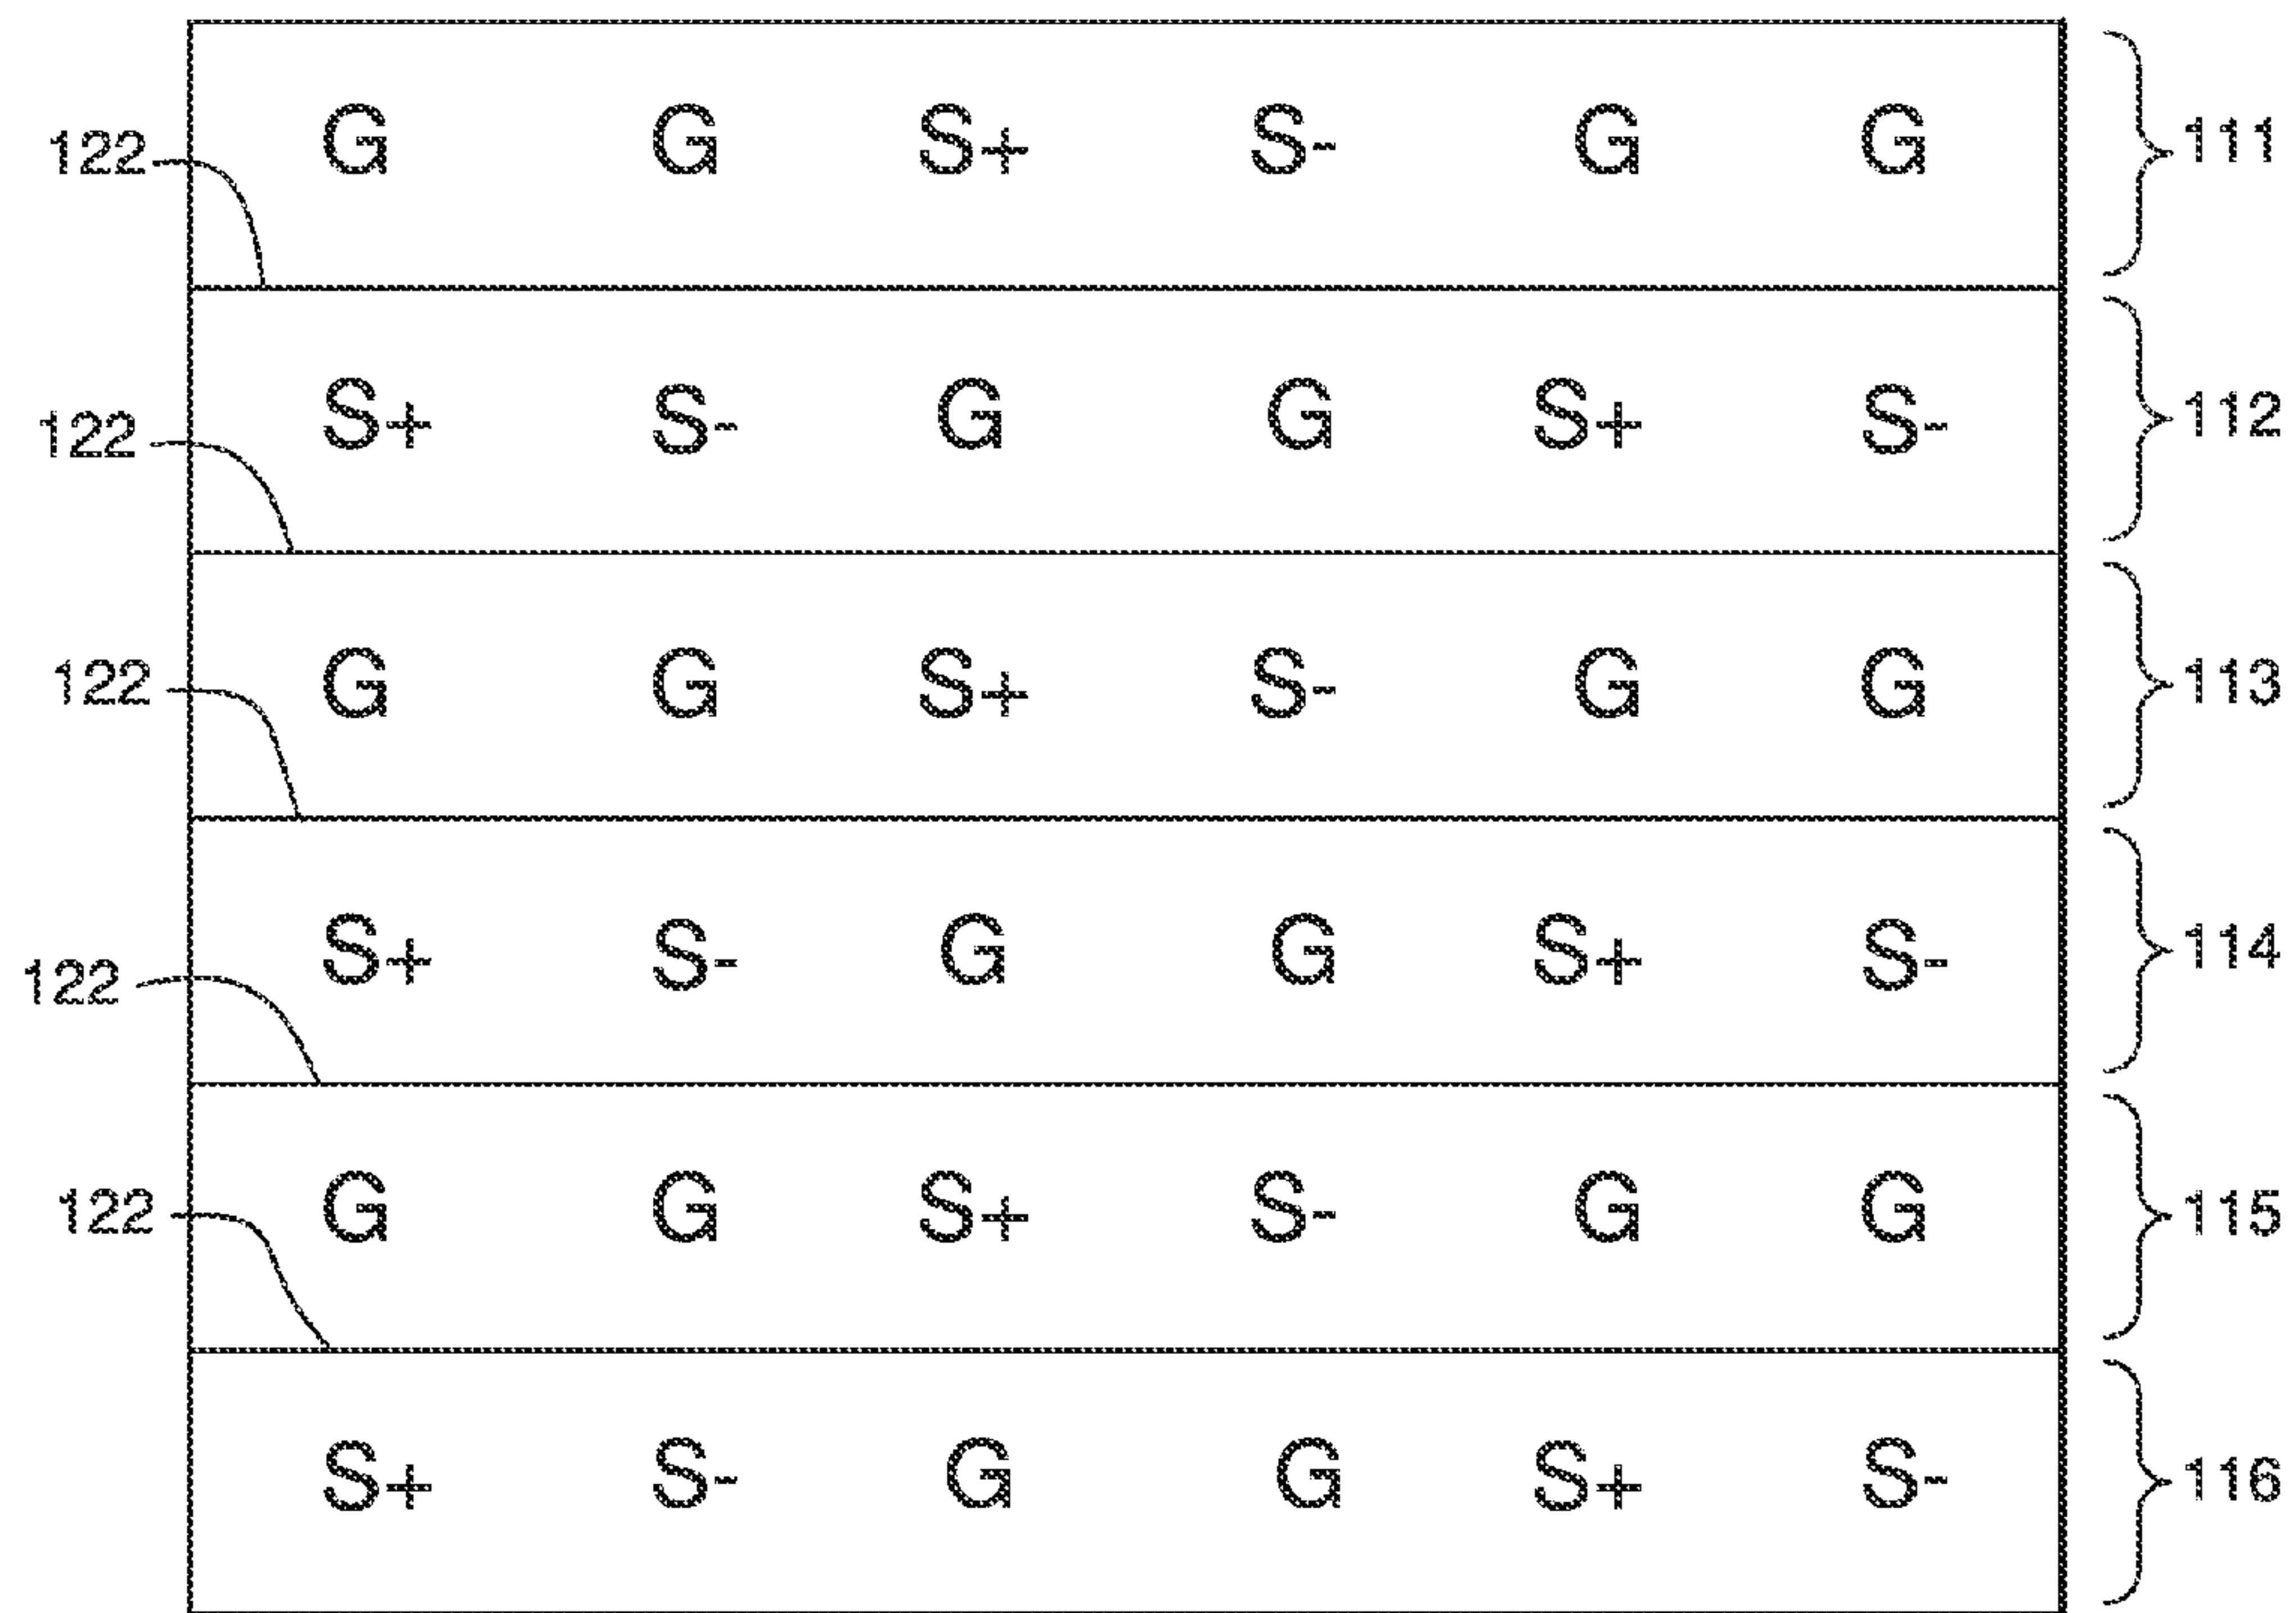 122 G G S+ S- G G 111
122 S+ S- G G S+ S- 112
122 G G S+ S- G G 113
122 S+ S- G G S+ S- 114
122 G G S+ S- G G 115
S+ S- G G S+ S- 116